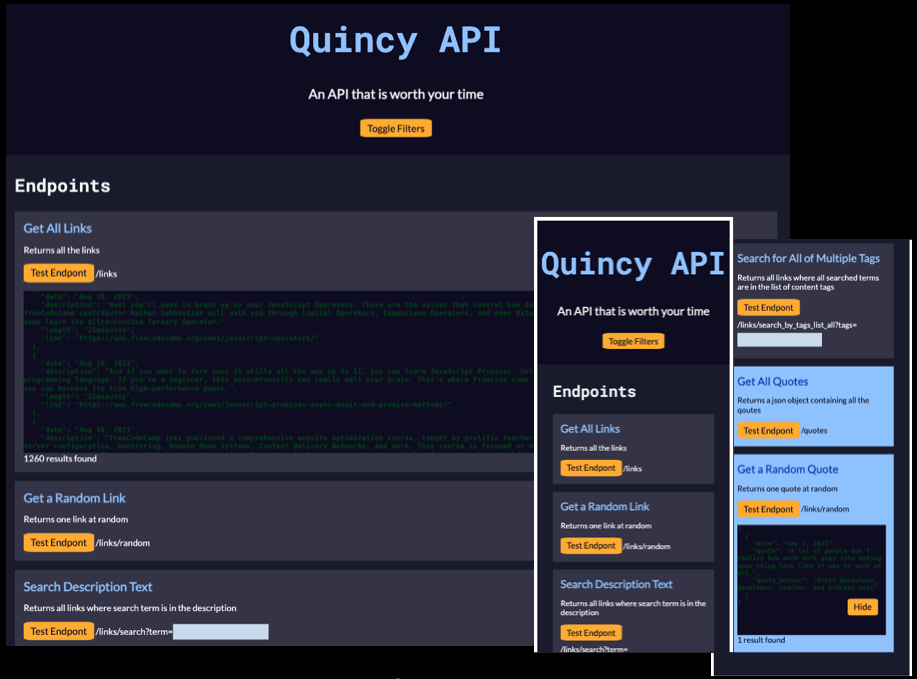 Quincy API
An API that is worth your time
Toggle Filters
Endpoints
Get All Links
Returns all the links
Test Endpont /links
"date": "Aug 18, 2023",
"description": "Next you'll want to brush up on your JavaScript Operators. These are the values that control how da
freeCodeCamp contributor Nathan Sebhastian will walk you through Logical Operators, Comparison Operators, and even Bitw
even learn the ultra-concise Ternary Operator.",
"length": "25minutes",
"link": "https://www.freecodecamp.org/news/javascript-operators/"
},
{
"date": "Aug 18, 2023",
"description": "And if you want to turn your JS skills all the way up to 11, you can learn JavaScript Promises. Unl
programming language. If you're a beginner, this asynchronicity can really melt your brain. That's where Promises come
you can harness its true high-performance power.",
"length": "25minutes",
"link": "https://www.freecodecamp.org/news/javascript-promises-async-await-and-promise-methods/"
},
{
"date": "Aug 18, 2023",
"description": "freeCodeCamp just published a comprehensive website optimization course, taught by prolific teacher
server configuration, monitoring, Domain Name Systems, Content Delivery Networks, and more. This course is focused on
1260 results found
Get a Random Link
Returns one link at random
Test Endpont /links/random
Search Description Text
Returns all links where search term is in the description
Test Endpont /links/search?term=
Quincy API
An API that is worth your time
Toggle Filters
Endpoints
Get All Links
Returns all the links
Test Endpont /links
Get a Random Link
Returns one link at random
Test Endpont /links/random
Search Description Text
Returns all links where search term is in the
description
Test Endpont
/links/search?term=
Search for All of Multiple Tags
Returns all links where all searched terms
are in the list of content tags
Test Endpont
/links/search_by_tags_list_all?tags=
Get All Quotes
Returns a json object containing all the
quotes
Test Endpont /quotes
Get a Random Quote
Returns one quote at random
Test Endpont /links/random
{
"date": "Sep 1, 2023",
"quote": "A lot of people don't
realize how much work goes into making
some thing look like it was no work at
all.",
"quote_author": "Scott Hanselman,
developer, teacher, and podcast host"
}
Hide
1 result found